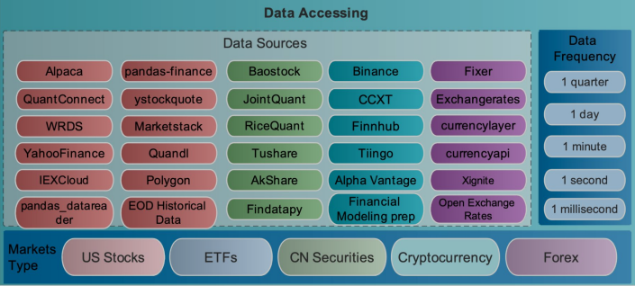 Data Accessing
Data Sources
Alpaca
pandas-finance
Baostock
Binance
Fixer
QuantConnect
ystockquote
JointQuant
CCXT
Exchangerates
WRDS
Marketstack
RiceQuant
Finnhub
currencylayer
YahooFinance
Quandl
Tushare
Tiingo
currencyapi
IEXCloud
Polygon
AkShare
Alpha Vantage
Xignite
pandas_datarea
der
EOD Historical
Data
Findatapy
Financial
Modeling prep
Open Exchange
Rates
Data
Frequency
1 quarter
1 day
1 minute
1 second
1 millisecond
Markets
Type
US Stocks
ETFs
CN Securities
Cryptocurrency
Forex